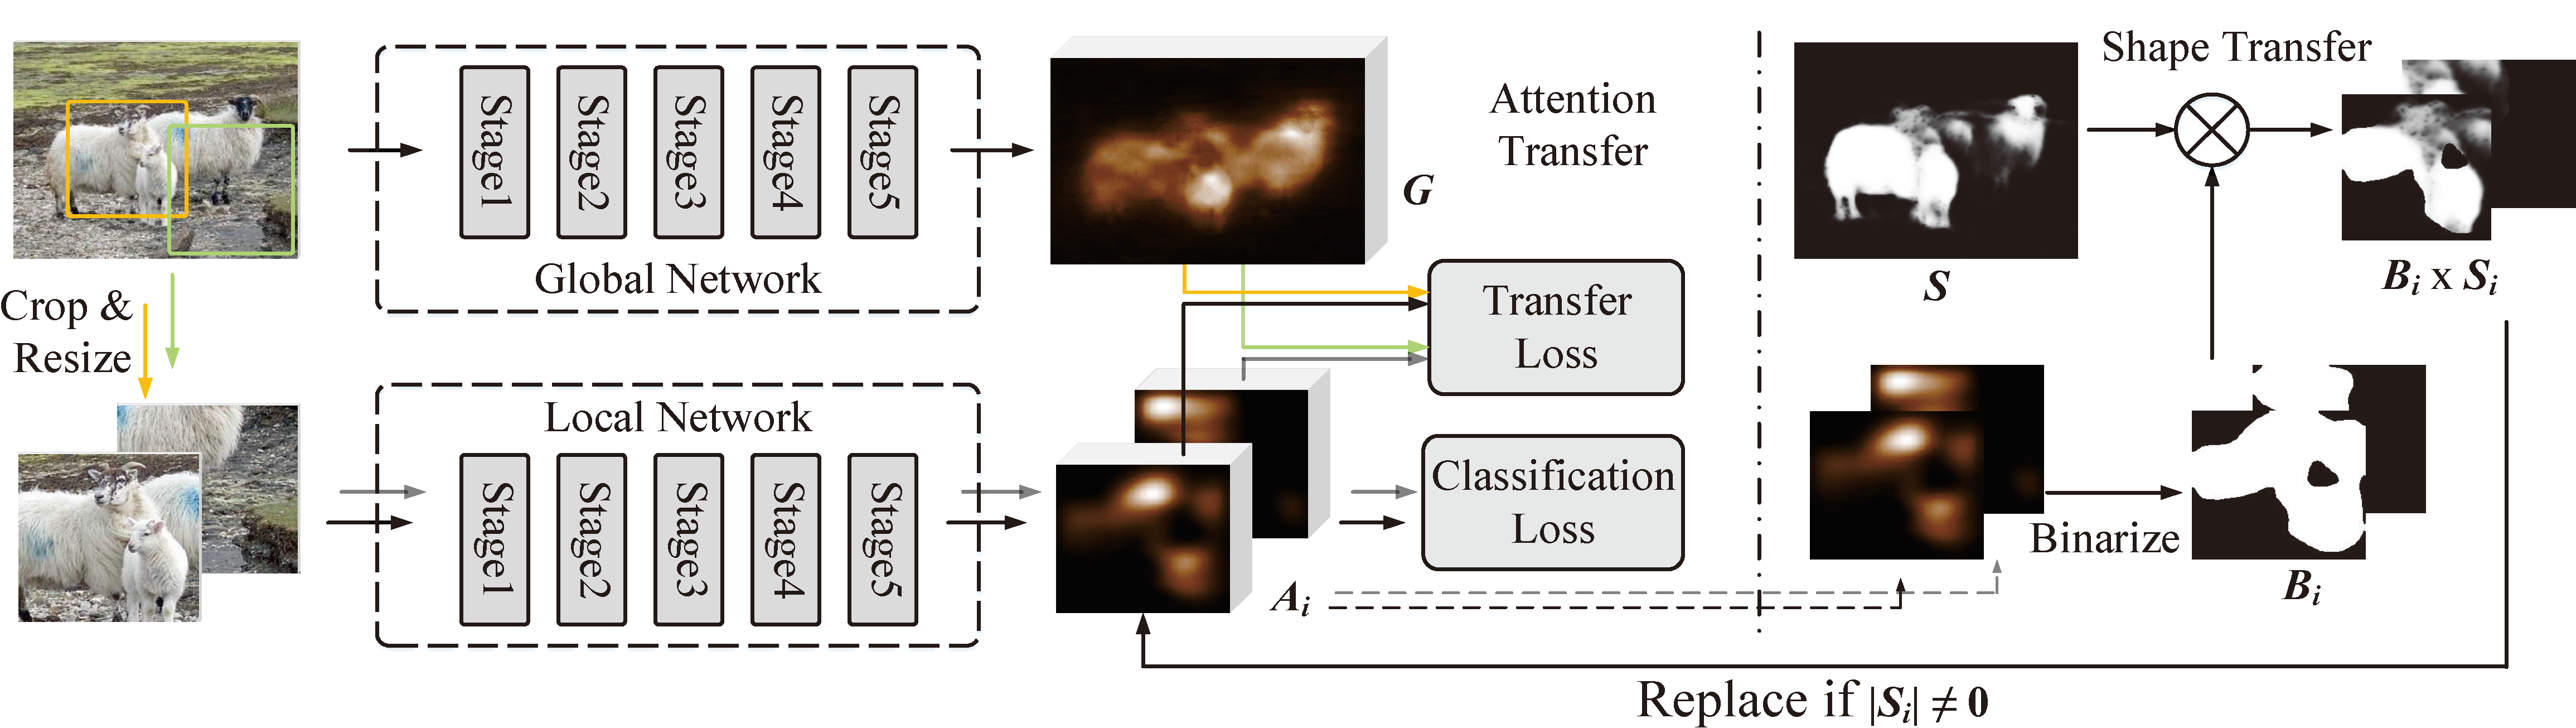 Crop &
Resize
Stage1
Stage2
Stage3
Stage4
Stage5
Global Network
Local Network
Stage1
Stage2
Stage3
Stage4
Stage5
G
Attention
Transfer
Transfer
Loss
Classification
Loss
A_i
S
Shape Transfer
B_i x S_i
Binarize
B_i
Replace if |S_i| ≠ 0